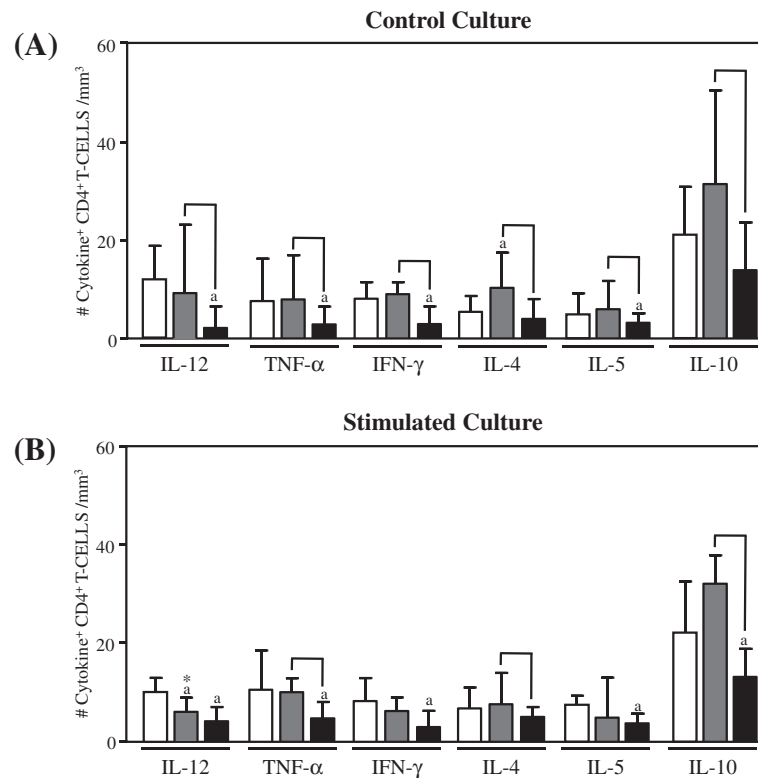 Control Culture
(A)
# Cytokine⁺ CD4⁺T-CELLS /mm³
60
40
20
0
a
a
a
a
a
a
IL-12
TNF-α
IFN-γ
IL-4
IL-5
IL-10
Stimulated Culture
(B)
# Cytokine⁺ CD4⁺T-CELLS /mm³
60
40
20
0
*
a
a
a
a
a
a
IL-12
TNF-α
IFN-γ
IL-4
IL-5
IL-10